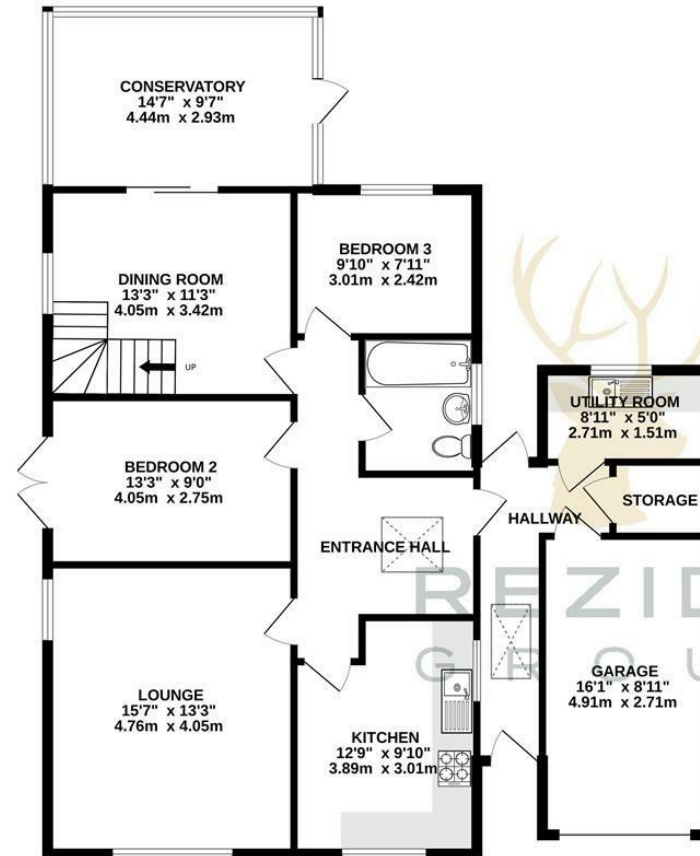 CONSERVATORY
14'7" x 9'7"
4.44m x 2.93m
DINING ROOM
13'3" x 11'3"
4.05m x 3.42m
UP
BEDROOM 3
9'10" x 7'11"
3.01m x 2.42m
UTILITY ROOM
8'11" x 5'0"
2.71m x 1.51m
BEDROOM 2
13'3" x 9'0"
4.05m x 2.75m
STORAGE
HALLWAY
ENTRANCE HALL
REZID
GROU
LOUNGE
15'7" x 13'3"
4.76m x 4.05m
KITCHEN
12'9" x 9'10"
3.89m x 3.01m
GARAGE
16'1" x 8'11"
4.91m x 2.71m